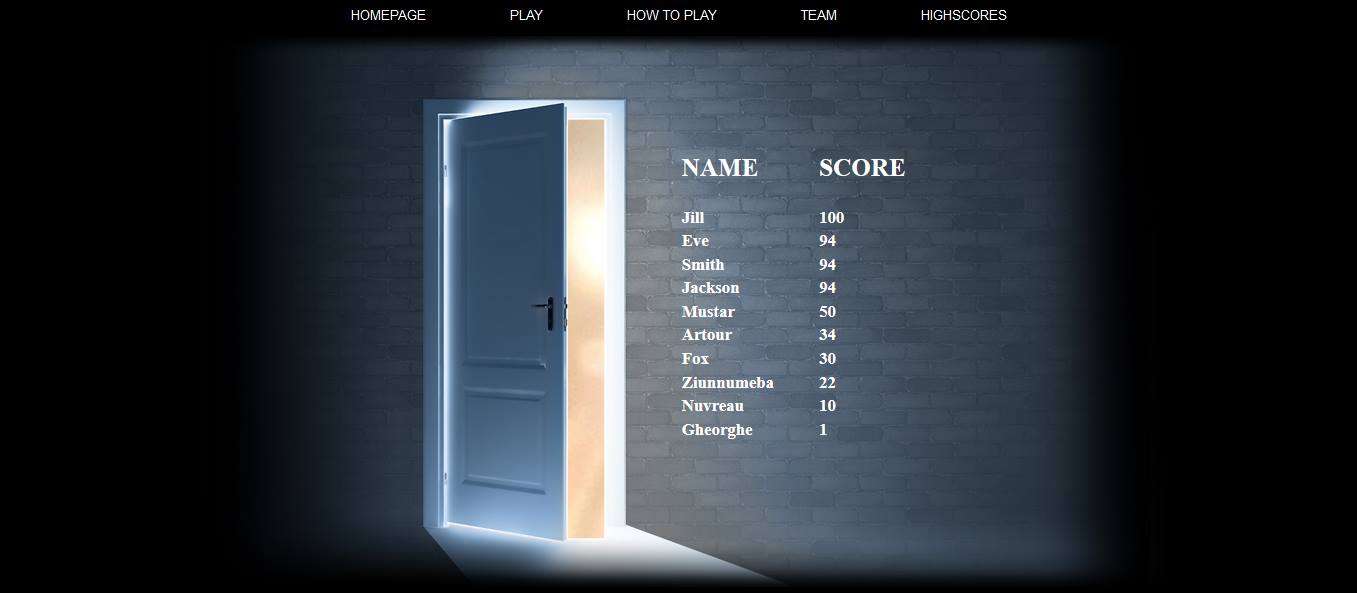 HOMEPAGE PLAY HOW TO PLAY TEAM HIGHSCORES
NAME SCORE
Jill 100
Eve 94
Smith 94
Jackson 94
Mustar 50
Artour 34
Fox 30
Ziunnumeba 22
Nuvreau 10
Gheorghe 1